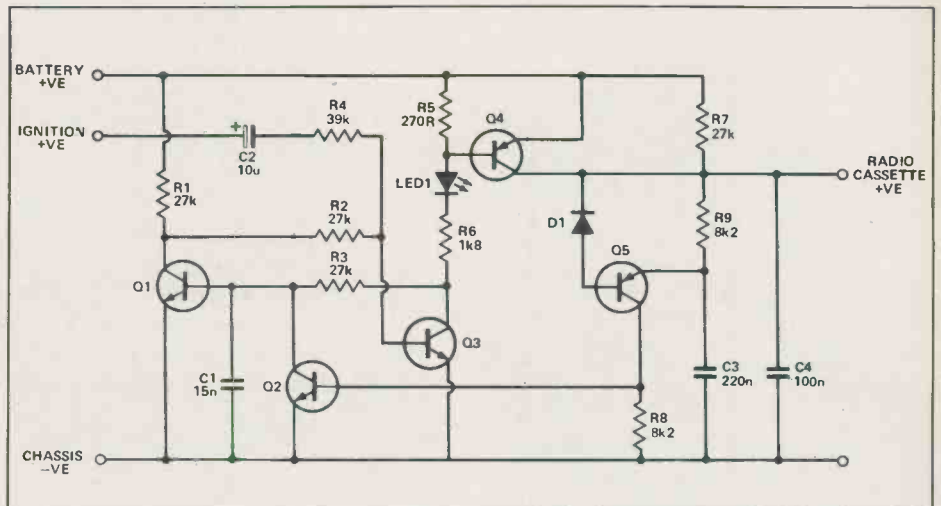 BATTERY
+VE
IGNITION
+VE
C2
10u
R4
39k
R5
270R
Q4
R7
27k
RADIO
CASSETTE
+VE
R1
27k
LED1
R2
27k
R6
1k8
D1
R9
8k2
Q5
R3
27k
Q1
Q3
C1
15n
Q2
C3
220n
C4
100n
R8
8k2
CHASSIS
–VE